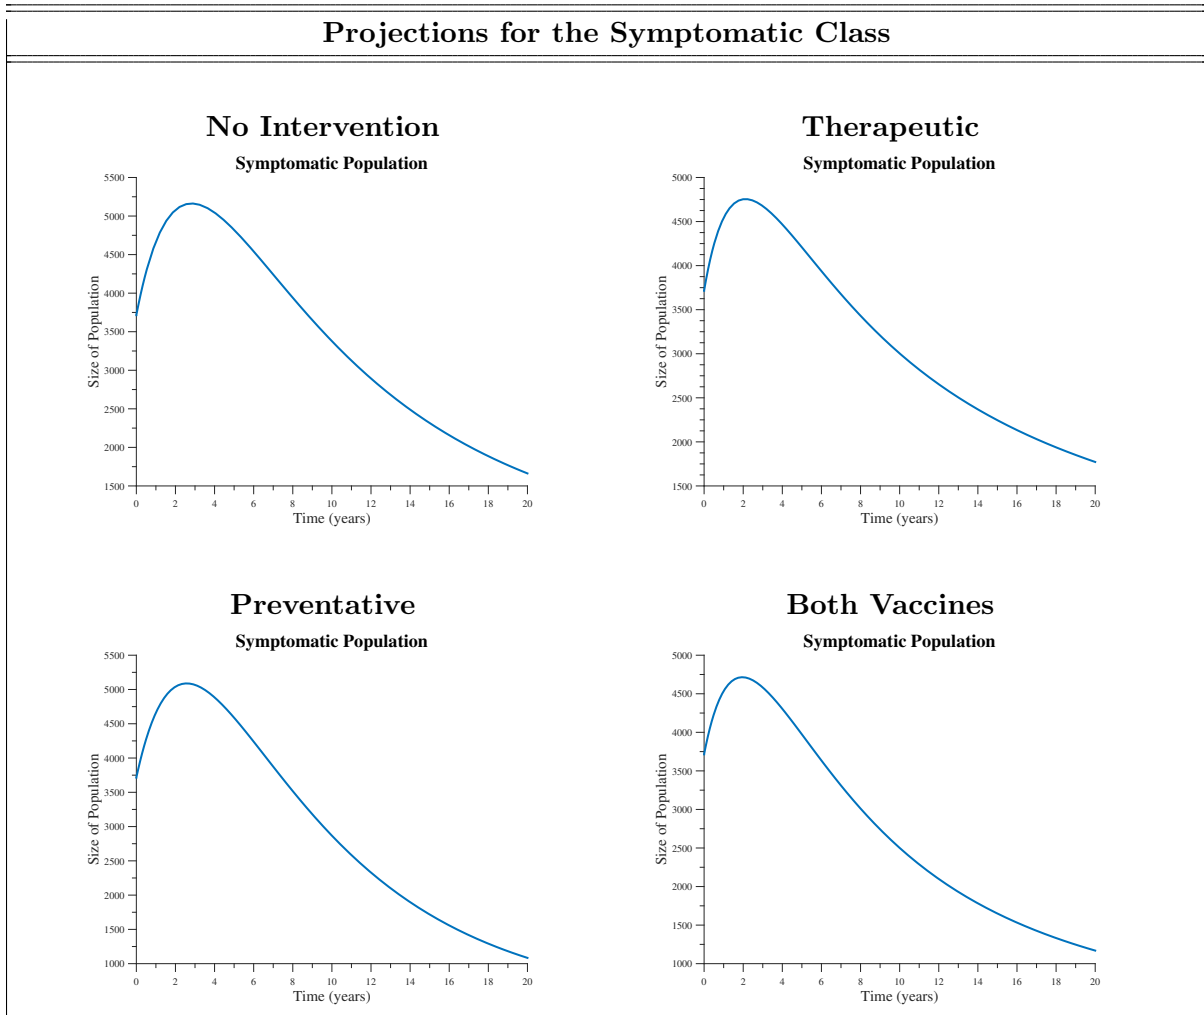 Projections for the Symptomatic Class
No Intervention
Symptomatic Population
5500
5000
4500
4000
3500
3000
2500
2000
1500
Size of Population
0 2 4 6 8 10 12 14 16 18 20
Time (years)
Therapeutic
Symptomatic Population
5000
4500
4000
3500
3000
2500
2000
1500
Size of Population
0 2 4 6 8 10 12 14 16 18 20
Time (years)
Preventative
Symptomatic Population
5500
5000
4500
4000
3500
3000
2500
2000
1500
1000
Size of Population
0 2 4 6 8 10 12 14 16 18 20
Time (years)
Both Vaccines
Symptomatic Population
5000
4500
4000
3500
3000
2500
2000
1500
1000
Size of Population
0 2 4 6 8 10 12 14 16 18 20
Time (years)